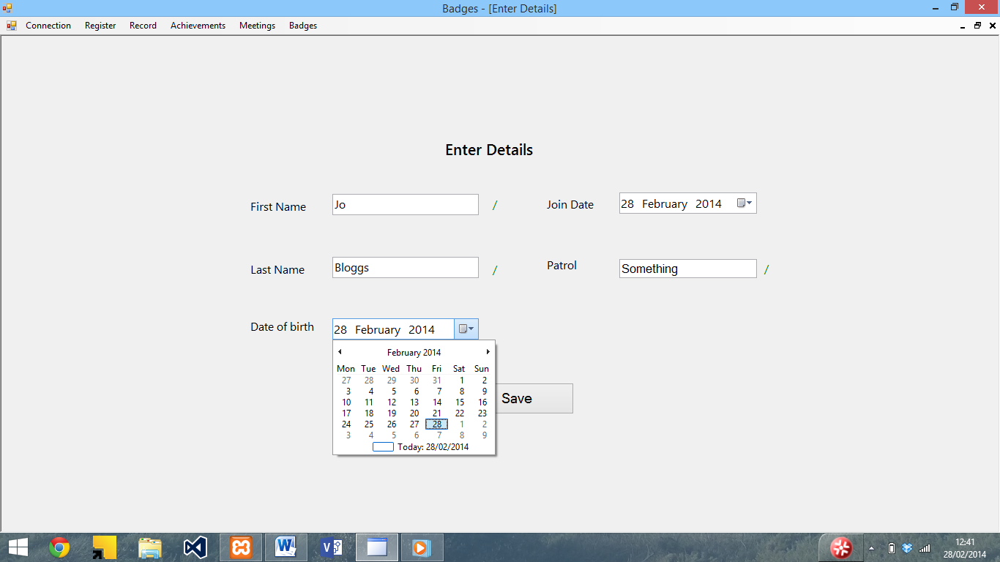 Badges - [Enter Details]
Connection Register Record Achievements Meetings Badges
Enter Details
First Name Jo / Join Date 28 February 2014
Last Name Bloggs / Patrol Something /
Date of birth 28 February 2014
February 2014
Mon Tue Wed Thu Fri Sat Sun
27 28 29 30 31 1 2
3 4 5 6 7 8 9
10 11 12 13 14 15 16
17 18 19 20 21 22 23
24 25 26 27 28 1 2
3 4 5 6 7 8 9
Today: 28/02/2014
Save
12:41
28/02/2014